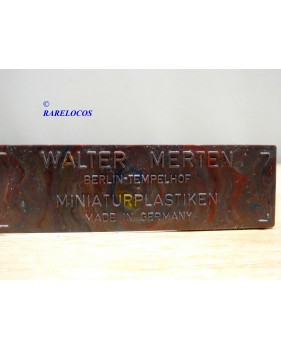 ©
RARELOCOS
WALTER MERTEN
BERLIN-TEMPELHOF
MINIATURPLASTIKEN
MADE IN GERMANY